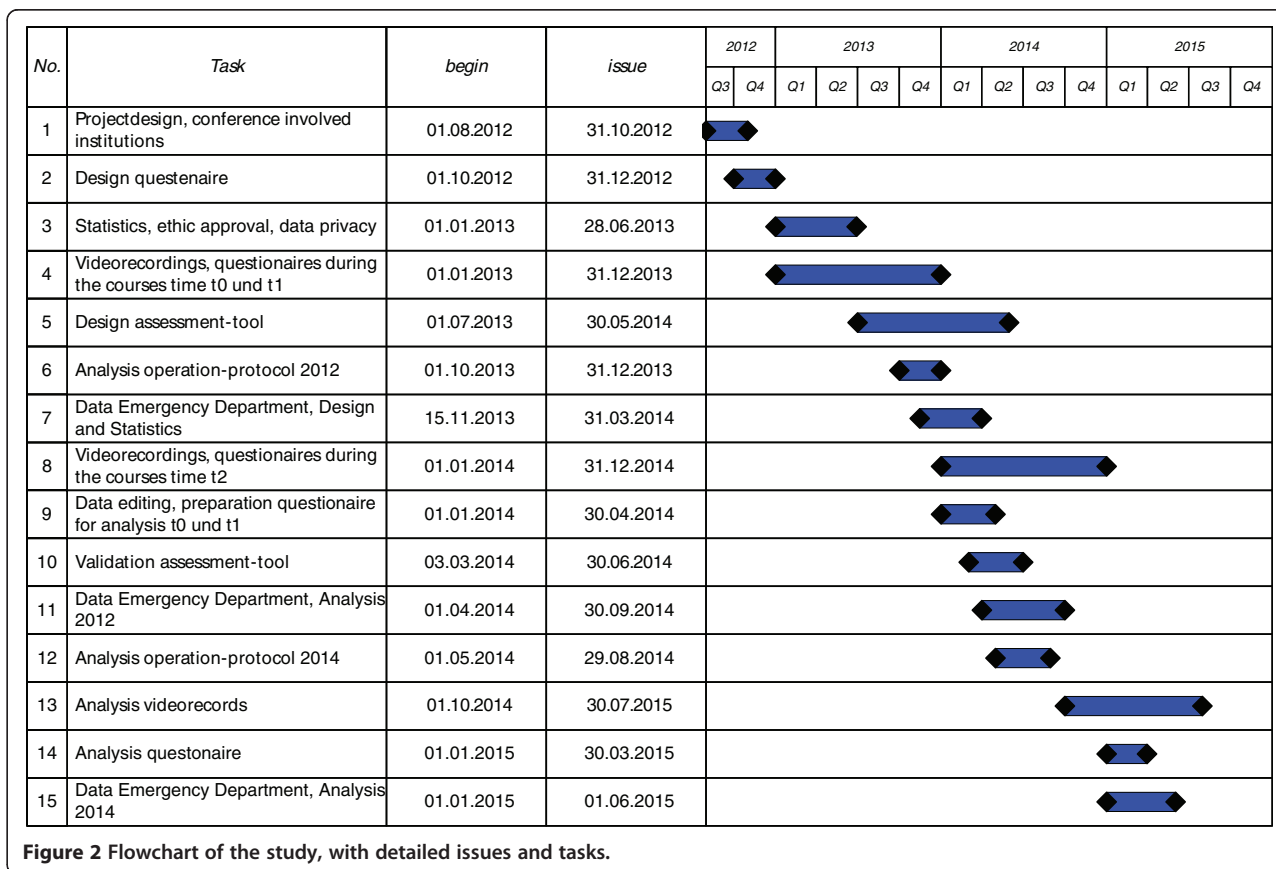 No. Task begin issue 2012 2013 2014 2015
Q3 Q4 Q1 Q2 Q3 Q4 Q1 Q2 Q3 Q4 Q1 Q2 Q3 Q4
1 Projectdesign, conference involved
institutions 01.08.2012 31.10.2012
2 Design questenaire 01.10.2012 31.12.2012
3 Statistics, ethic approval, data privacy 01.01.2013 28.06.2013
4 Videorecordings, questionaires during
the courses time t0 und t1 01.01.2013 31.12.2013
5 Design assessment-tool 01.07.2013 30.05.2014
6 Analysis operation-protocol 2012 01.10.2013 31.12.2013
7 Data Emergency Department, Design
and Statistics 15.11.2013 31.03.2014
8 Videorecordings, questionaires during
the courses time t2 01.01.2014 31.12.2014
9 Data editing, preparation questionaire
for analysis t0 und t1 01.01.2014 30.04.2014
10 Validation assessment-tool 03.03.2014 30.06.2014
11 Data Emergency Department, Analysis
2012 01.04.2014 30.09.2014
12 Analysis operation-protocol 2014 01.05.2014 29.08.2014
13 Analysis videorecords 01.10.2014 30.07.2015
14 Analysis questonaire 01.01.2015 30.03.2015
15 Data Emergency Department, Analysis
2014 01.01.2015 01.06.2015
Figure 2 Flowchart of the study, with detailed issues and tasks.